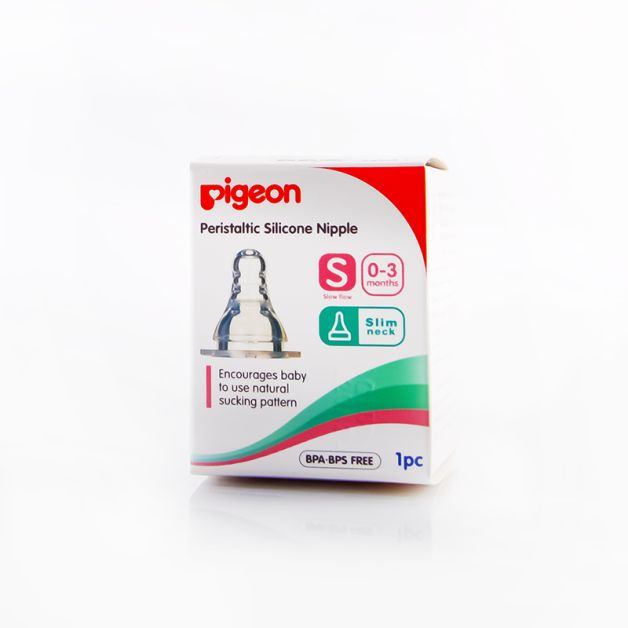 pigeon
Peristaltic Silicone Nipple
S
Slow flow
0-3
months
Slim
neck
Encourages baby
to use natural
sucking pattern
BPA·BPS FREE
1pc